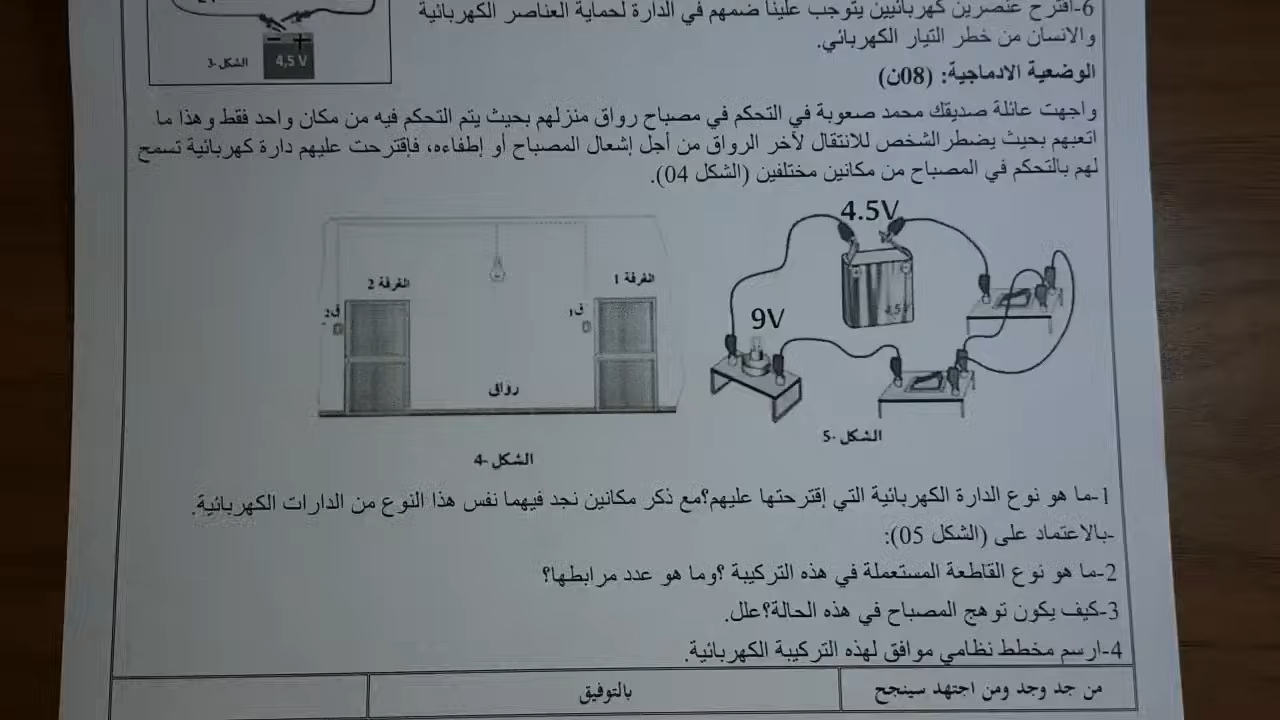 6-اقترح عنصرين كهربائيين يتوجب علينا ضمهم في الدارة لحماية العناصر الكهربائية
والانسان من خطر التيار الكهربائي.
- +
4,5 V
الشكل -3
الوضعية الادماجية: (08ن)
واجهت عائلة صديقك محمد صعوبة في التحكم في مصباح رواق منزلهم بحيث يتم التحكم فيه من مكان واحد فقط وهذا ما
اتعبهم بحيث يضطر الشخص للانتقال لآخر الرواق من أجل إشعال المصباح أو إطفاءه، فإقترحت عليهم دارة كهربائية تسمح
لهم بالتحكم في المصباح من مكانين مختلفين (الشكل 04).
4.5V
4.5V
9V
الشكل -5
الغرفة 1
الغرفة 2
ق1
ق2
رواق
الشكل -4
1-ما هو نوع الدارة الكهربائية التي إقترحتها عليهم؟مع ذكر مكانين نجد فيهما نفس هذا النوع من الدارات الكهربائية.
-بالاعتماد على (الشكل 05):
2-ما هو نوع القاطعة المستعملة في هذه التركيبة ؟وما هو عدد مرابطها؟
3-كيف يكون توهج المصباح في هذه الحالة؟علل.
4-ارسم مخطط نظامي موافق لهذه التركيبة الكهربائية.
من جد وجد ومن اجتهد سينجح
بالتوفيق